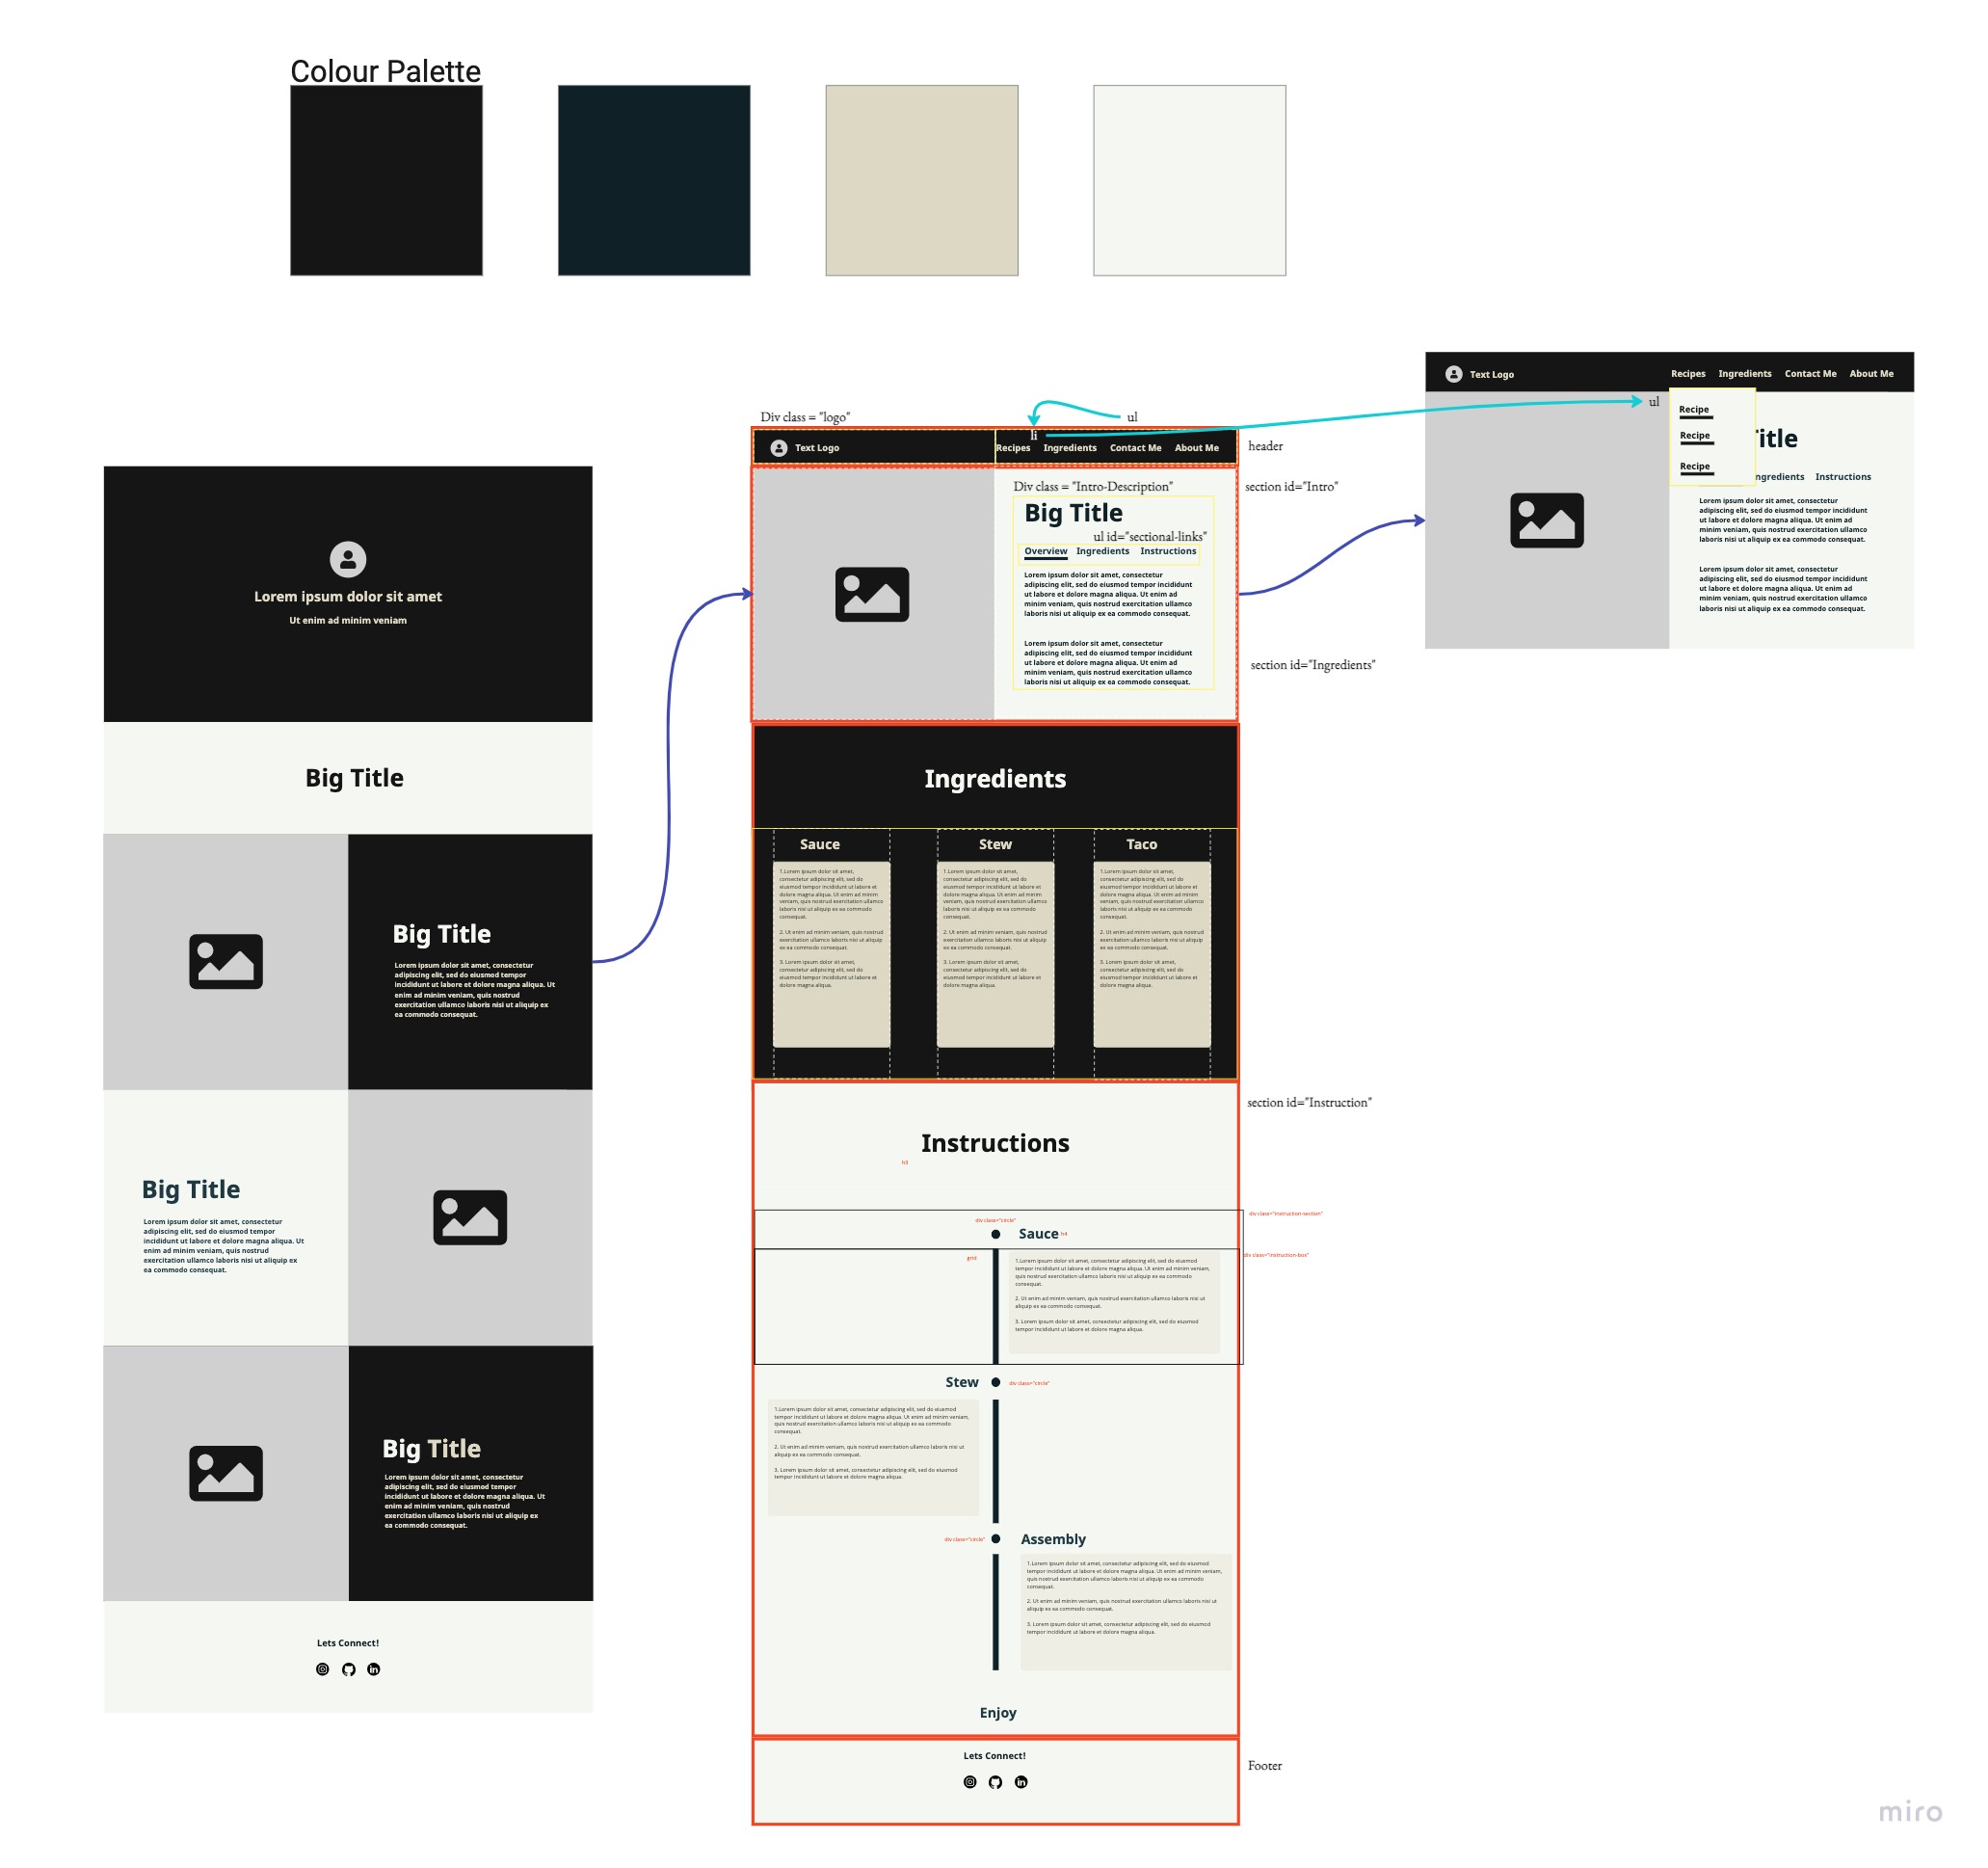 Colour Palette
Lorem ipsum dolor sit amet
Ut enim ad minim veniam
Big Title
Big Title
Lorem ipsum dolor sit amet, consectetur
adipiscing elit, sed do eiusmod tempor
incididunt ut labore et dolore magna aliqua. Ut
enim ad minim veniam, quis nostrud
exercitation ullamco laboris nisi ut aliquip ex
ea commodo consequat.
Big Title
Lorem ipsum dolor sit amet, consectetur
adipiscing elit, sed do eiusmod tempor
incididunt ut labore et dolore magna aliqua. Ut
enim ad minim veniam, quis nostrud
exercitation ullamco laboris nisi ut aliquip ex
ea commodo consequat.
Big Title
Lorem ipsum dolor sit amet, consectetur
adipiscing elit, sed do eiusmod tempor
incididunt ut labore et dolore magna aliqua. Ut
enim ad minim veniam, quis nostrud
exercitation ullamco laboris nisi ut aliquip ex
ea commodo consequat.
Lets Connect!
Div class = "logo"
ul
li
Text Logo
Recipes Ingredients Contact Me About Me
header
Div class = "Intro-Description"
section id="Intro"
Big Title
ul id="sectional-links"
Overview Ingredients Instructions
Lorem ipsum dolor sit amet, consectetur
adipiscing elit, sed do eiusmod tempor incididunt
ut labore et dolore magna aliqua. Ut enim ad
minim veniam, quis nostrud exercitation ullamco
laboris nisi ut aliquip ex ea commodo consequat.
Lorem ipsum dolor sit amet, consectetur
adipiscing elit, sed do eiusmod tempor incididunt
ut labore et dolore magna aliqua. Ut enim ad
minim veniam, quis nostrud exercitation ullamco
laboris nisi ut aliquip ex ea commodo consequat.
section id="Ingredients"
Ingredients
Sauce
1.Lorem ipsum dolor sit amet,
consectetur adipiscing elit, sed do
eiusmod tempor incididunt ut labore et
dolore magna aliqua. Ut enim ad minim
veniam, quis nostrud exercitation ullamco
laboris nisi ut aliquip ex ea commodo
consequat.
2. Ut enim ad minim veniam, quis nostrud
exercitation ullamco laboris nisi ut aliquip
ex ea commodo consequat.
3. Lorem ipsum dolor sit amet,
consectetur adipiscing elit, sed do
eiusmod tempor incididunt ut labore et
dolore magna aliqua.
Stew
1.Lorem ipsum dolor sit amet,
consectetur adipiscing elit, sed do
eiusmod tempor incididunt ut labore et
dolore magna aliqua. Ut enim ad minim
veniam, quis nostrud exercitation ullamco
laboris nisi ut aliquip ex ea commodo
consequat.
2. Ut enim ad minim veniam, quis nostrud
exercitation ullamco laboris nisi ut aliquip
ex ea commodo consequat.
3. Lorem ipsum dolor sit amet,
consectetur adipiscing elit, sed do
eiusmod tempor incididunt ut labore et
dolore magna aliqua.
Taco
1.Lorem ipsum dolor sit amet,
consectetur adipiscing elit, sed do
eiusmod tempor incididunt ut labore et
dolore magna aliqua. Ut enim ad minim
veniam, quis nostrud exercitation ullamco
laboris nisi ut aliquip ex ea commodo
consequat.
2. Ut enim ad minim veniam, quis nostrud
exercitation ullamco laboris nisi ut aliquip
ex ea commodo consequat.
3. Lorem ipsum dolor sit amet,
consectetur adipiscing elit, sed do
eiusmod tempor incididunt ut labore et
dolore magna aliqua.
section id="Instruction"
Instructions
h3
div class="instruction-section"
div class="circle"
Sauce h4
div class="instruction-box"
grid
1.Lorem ipsum dolor sit amet, consectetur adipiscing elit, sed do eiusmod
tempor incididunt ut labore et dolore magna aliqua. Ut enim ad minim veniam,
quis nostrud exercitation ullamco laboris nisi ut aliquip ex ea commodo
consequat.
2. Ut enim ad minim veniam, quis nostrud exercitation ullamco laboris nisi ut
aliquip ex ea commodo consequat.
3. Lorem ipsum dolor sit amet, consectetur adipiscing elit, sed do eiusmod
tempor incididunt ut labore et dolore magna aliqua.
Stew
div class="circle"
1.Lorem ipsum dolor sit amet, consectetur adipiscing elit, sed do eiusmod
tempor incididunt ut labore et dolore magna aliqua. Ut enim ad minim veniam,
quis nostrud exercitation ullamco laboris nisi ut aliquip ex ea commodo
consequat.
2. Ut enim ad minim veniam, quis nostrud exercitation ullamco laboris nisi ut
aliquip ex ea commodo consequat.
3. Lorem ipsum dolor sit amet, consectetur adipiscing elit, sed do eiusmod
tempor incididunt ut labore et dolore magna aliqua.
div class="circle"
Assembly
1.Lorem ipsum dolor sit amet, consectetur adipiscing elit, sed do eiusmod
tempor incididunt ut labore et dolore magna aliqua. Ut enim ad minim veniam,
quis nostrud exercitation ullamco laboris nisi ut aliquip ex ea commodo
consequat.
2. Ut enim ad minim veniam, quis nostrud exercitation ullamco laboris nisi ut
aliquip ex ea commodo consequat.
3. Lorem ipsum dolor sit amet, consectetur adipiscing elit, sed do eiusmod
tempor incididunt ut labore et dolore magna aliqua.
Enjoy
Lets Connect!
Footer
Text Logo
Recipes Ingredients Contact Me About Me
ul
Recipe
Recipe
Recipe
itle
ngredients Instructions
Lorem ipsum dolor sit amet, consectetur
adipiscing elit, sed do eiusmod tempor incididunt
ut labore et dolore magna aliqua. Ut enim ad
minim veniam, quis nostrud exercitation ullamco
laboris nisi ut aliquip ex ea commodo consequat.
Lorem ipsum dolor sit amet, consectetur
adipiscing elit, sed do eiusmod tempor incididunt
ut labore et dolore magna aliqua. Ut enim ad
minim veniam, quis nostrud exercitation ullamco
laboris nisi ut aliquip ex ea commodo consequat.
miro